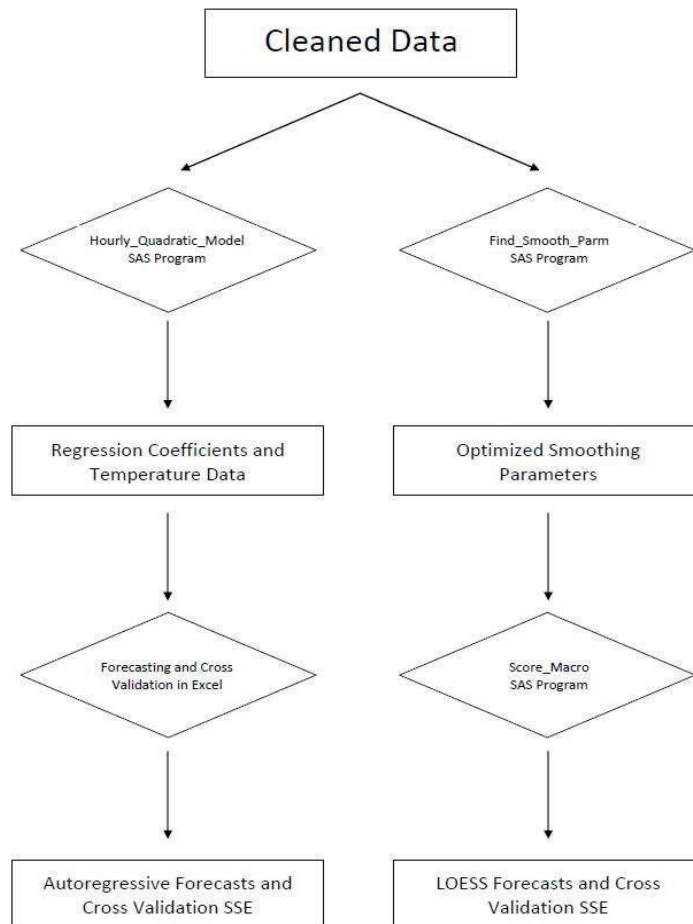 Cleaned Data
Hourly_Quadratic_Model
SAS Program
Find_Smooth_Parm
SAS Program
Regression Coefficients and
Temperature Data
Optimized Smoothing
Parameters
Forecasting and Cross
Validation in Excel
Score_Macro
SAS Program
Autoregressive Forecasts and
Cross Validation SSE
LOESS Forecasts and Cross
Validation SSE